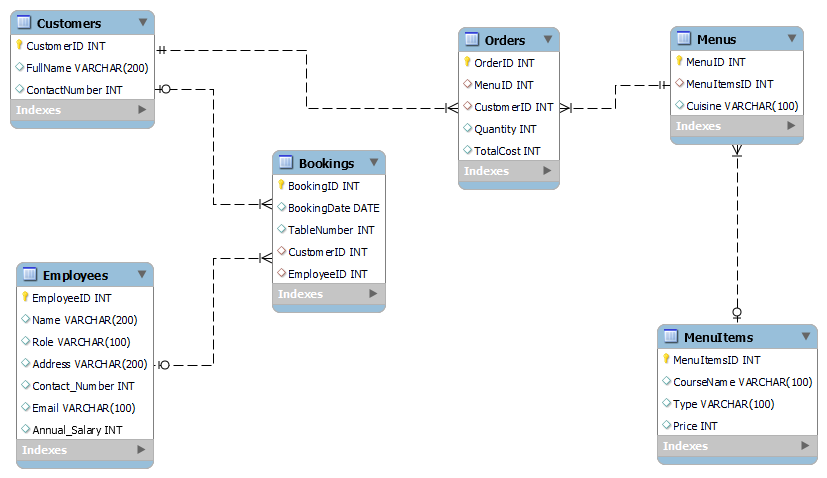 Customers
CustomerID INT
FullName VARCHAR(200)
ContactNumber INT
Indexes
Orders
OrderID INT
MenuID INT
CustomerID INT
Quantity INT
TotalCost INT
Indexes
Menus
MenuID INT
MenuItemsID INT
Cuisine VARCHAR(100)
Indexes
Bookings
BookingID INT
BookingDate DATE
TableNumber INT
CustomerID INT
EmployeeID INT
Indexes
Employees
EmployeeID INT
Name VARCHAR(200)
Role VARCHAR(100)
Address VARCHAR(200)
Contact_Number INT
Email VARCHAR(100)
Annual_Salary INT
Indexes
MenuItems
MenuItemsID INT
CourseName VARCHAR(100)
Type VARCHAR(100)
Price INT
Indexes